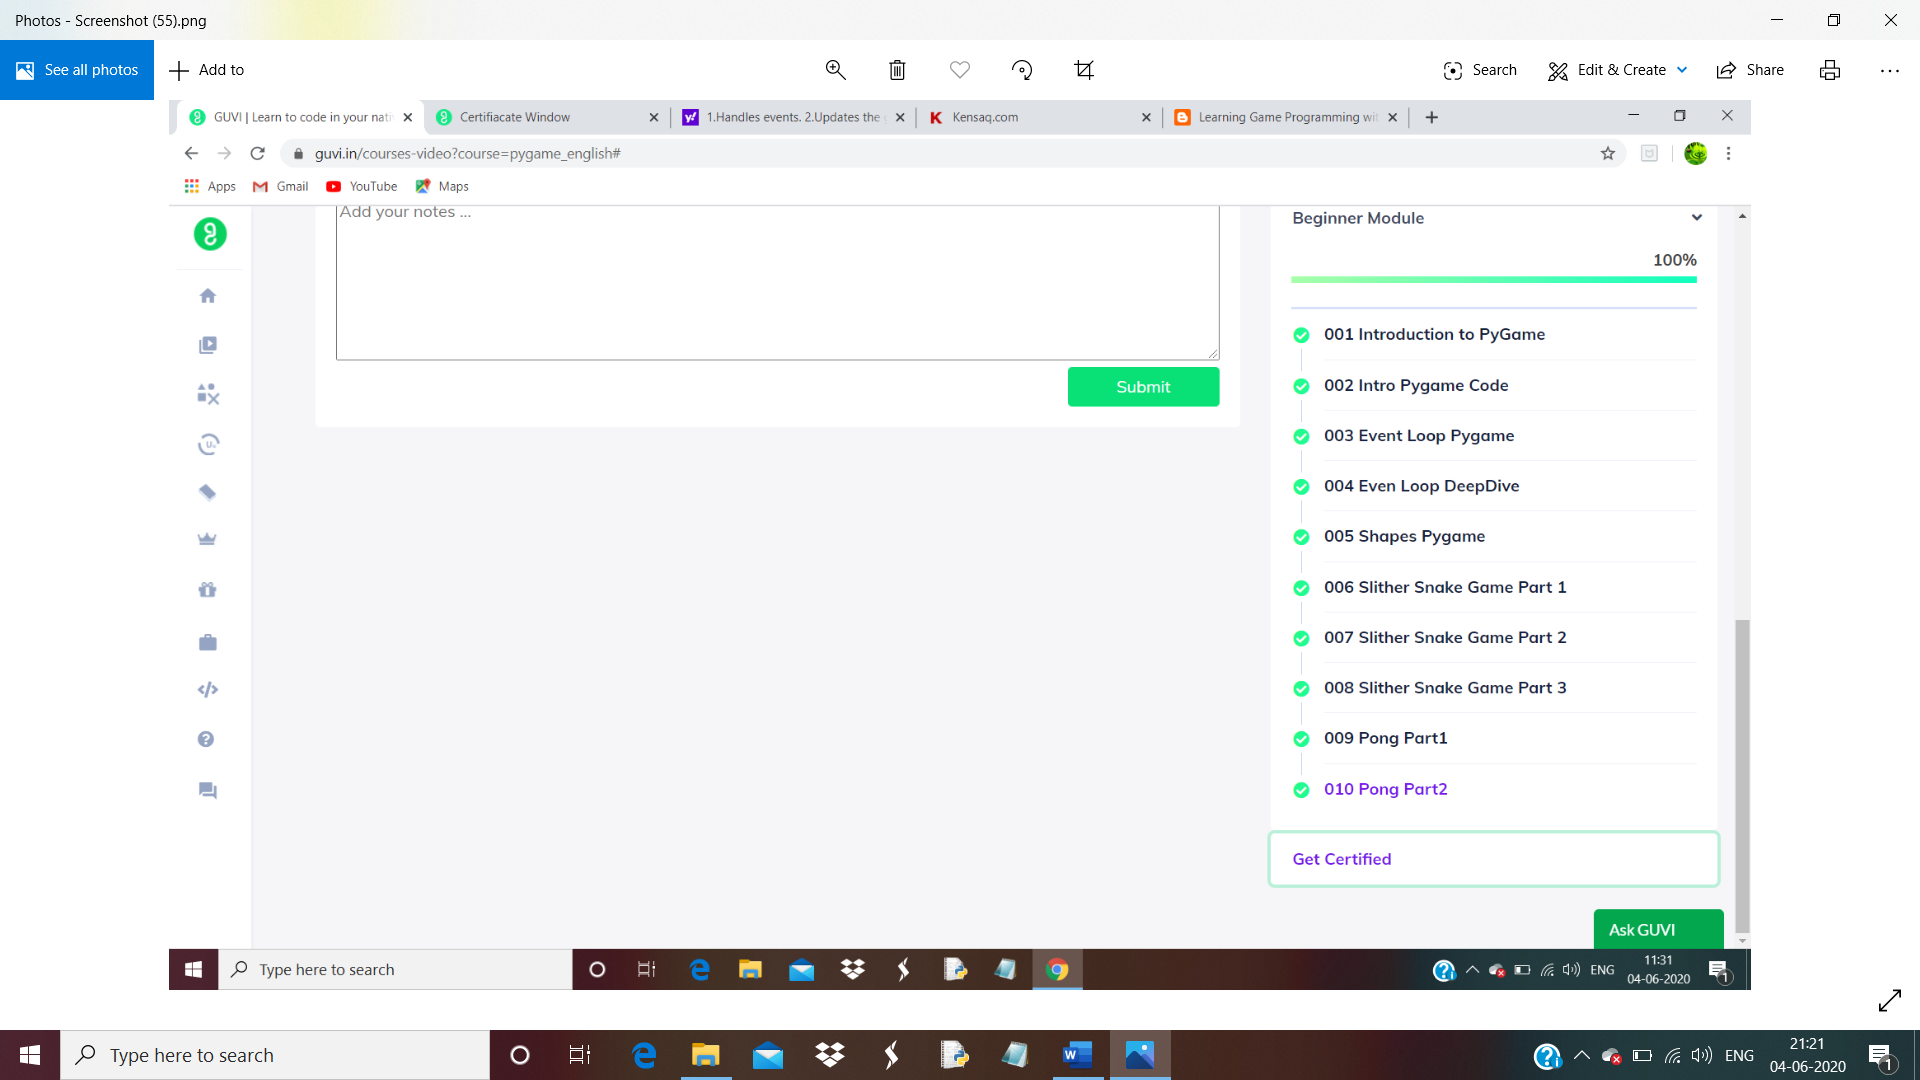 Photos - Screenshot (55).png
See all photos
Add to
Search
Edit & Create
Share
GUVI | Learn to code in your nati
Certifiacate Window
1.Handles events. 2.Updates the
Kensaq.com
Learning Game Programming wit
guvi.in/courses-video?course=pygame_english#
Apps
Gmail
YouTube
Maps
Add your notes ...
Submit
Beginner Module
100%
001 Introduction to PyGame
002 Intro Pygame Code
003 Event Loop Pygame
004 Even Loop DeepDive
005 Shapes Pygame
006 Slither Snake Game Part 1
007 Slither Snake Game Part 2
008 Slither Snake Game Part 3
009 Pong Part1
010 Pong Part2
Get Certified
Ask GUVI
Type here to search
ENG
11:31
04-06-2020
1
Type here to search
ENG
21:21
04-06-2020
1